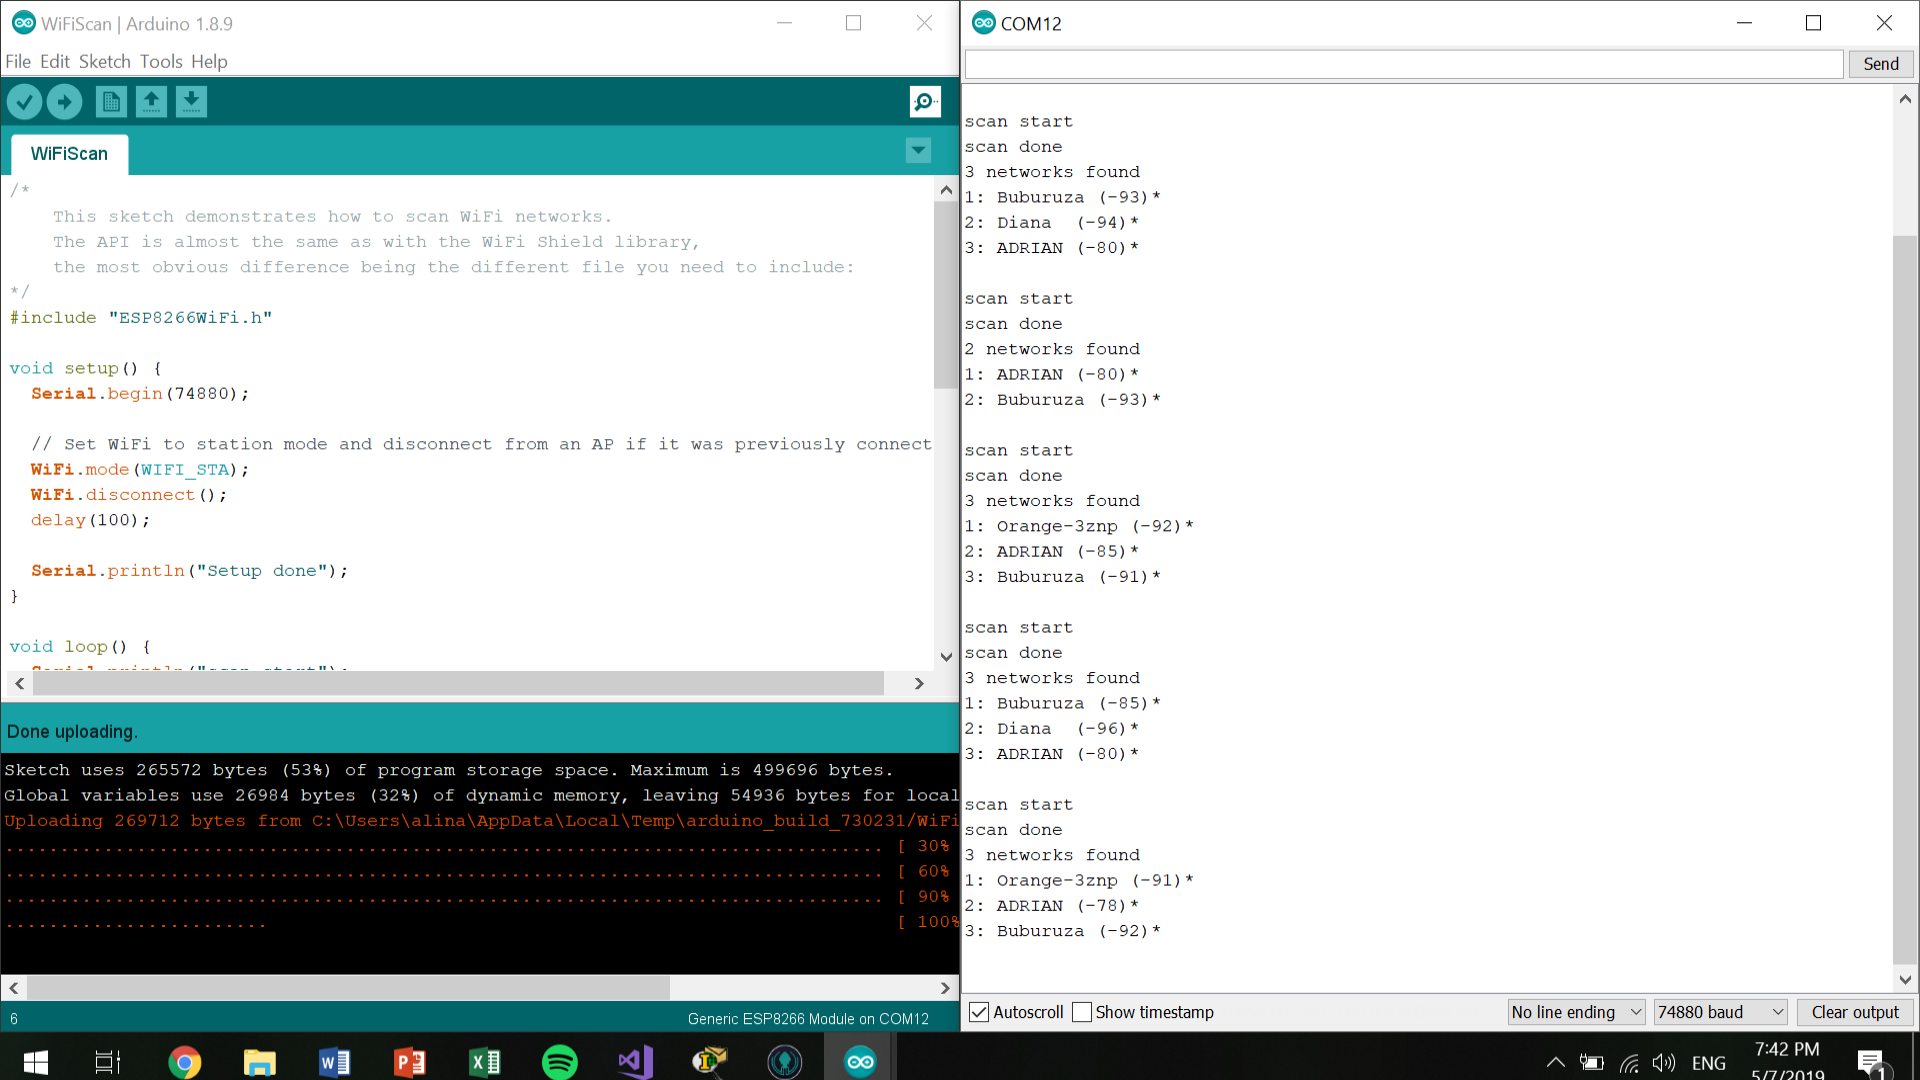 WiFiScan | Arduino 1.8.9
File Edit Sketch Tools Help
WiFiScan
/*
    This sketch demonstrates how to scan WiFi networks.
    The API is almost the same as with the WiFi Shield library,
    the most obvious difference being the different file you need to include:
*/
#include "ESP8266WiFi.h"
void setup() {
  Serial.begin(74880);
  // Set WiFi to station mode and disconnect from an AP if it was previously connect
  WiFi.mode(WIFI_STA);
  WiFi.disconnect();
  delay(100);
  Serial.println("Setup done");
}
void loop() {
  Serial.println("scan start");
Done uploading.
Sketch uses 265572 bytes (53%) of program storage space. Maximum is 499696 bytes.
Global variables use 26984 bytes (32%) of dynamic memory, leaving 54936 bytes for local
Uploading 269712 bytes from C:\Users\alina\AppData\Local\Temp\arduino_build_730231/WiFi
................................................................................ [ 30%
................................................................................ [ 60%
................................................................................ [ 90%
........................ [ 100%
6
Generic ESP8266 Module on COM12
COM12
Send
scan start
scan done
3 networks found
1: Buburuza (-93)*
2: Diana  (-94)*
3: ADRIAN (-80)*
scan start
scan done
2 networks found
1: ADRIAN (-80)*
2: Buburuza (-93)*
scan start
scan done
3 networks found
1: Orange-3znp (-92)*
2: ADRIAN (-85)*
3: Buburuza (-91)*
scan start
scan done
3 networks found
1: Buburuza (-85)*
2: Diana  (-96)*
3: ADRIAN (-80)*
scan start
scan done
3 networks found
1: Orange-3znp (-91)*
2: ADRIAN (-78)*
3: Buburuza (-92)*
Autoscroll Show timestamp
No line ending
74880 baud
Clear output
ENG
7:42 PM
5/7/2019
1